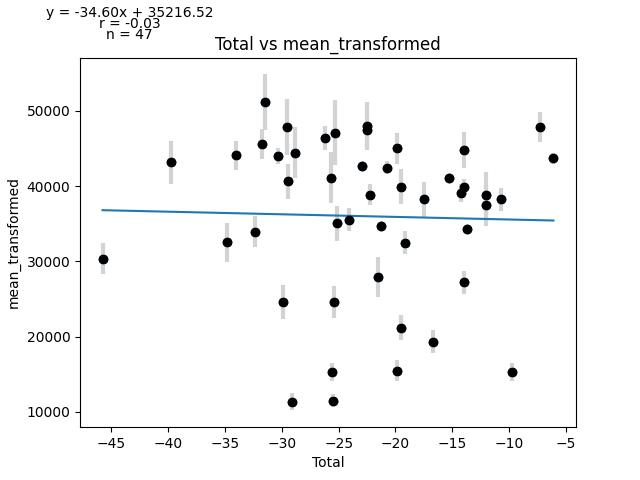 y = -34.60x + 35216.52
r = -0.03
n = 47
Total vs mean_transformed
50000
40000
30000
20000
10000
mean_transformed
−45 −40 −35 −30 −25 −20 −15 −10 −5
Total